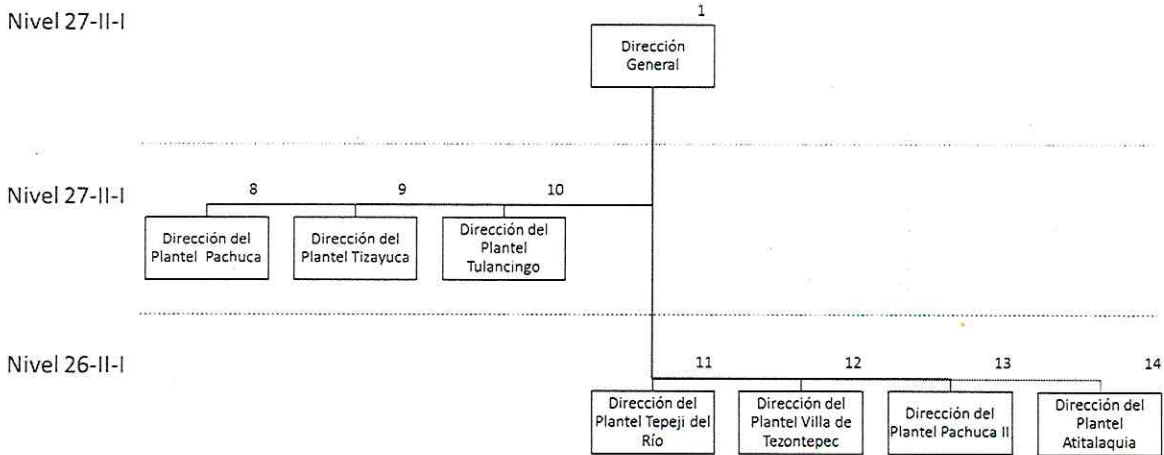 Nivel 27-II-I
1
Dirección
General
Nivel 27-II-I
8
9
10
Dirección del
Plantel Pachuca
Dirección del
Plantel Tizayuca
Dirección del
Plantel
Tulancingo
Nivel 26-II-I
11
12
13
14
Dirección del
Plantel Tepeji del
Río
Dirección del
Plantel Villa de
Tezontepec
Dirección del
Plantel Pachuca II
Dirección del
Plantel
Atitalaquia